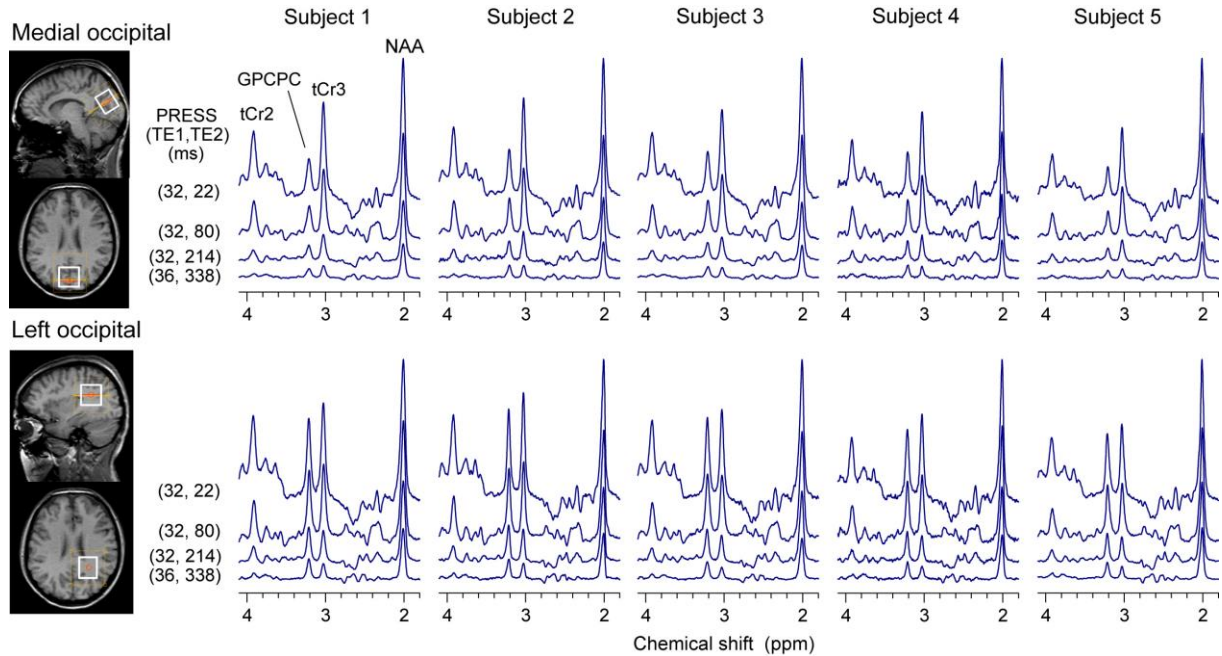 Subject 1 Subject 2 Subject 3 Subject 4 Subject 5
Medial occipital
NAA
GPCPC
tCr3
tCr2
PRESS
(TE1,TE2)
(ms)
(32, 22)
(32, 80)
(32, 214)
(36, 338)
4 3 2 4 3 2 4 3 2 4 3 2 4 3 2
Left occipital
(32, 22)
(32, 80)
(32, 214)
(36, 338)
4 3 2 4 3 2 4 3 2 4 3 2 4 3 2
Chemical shift (ppm)